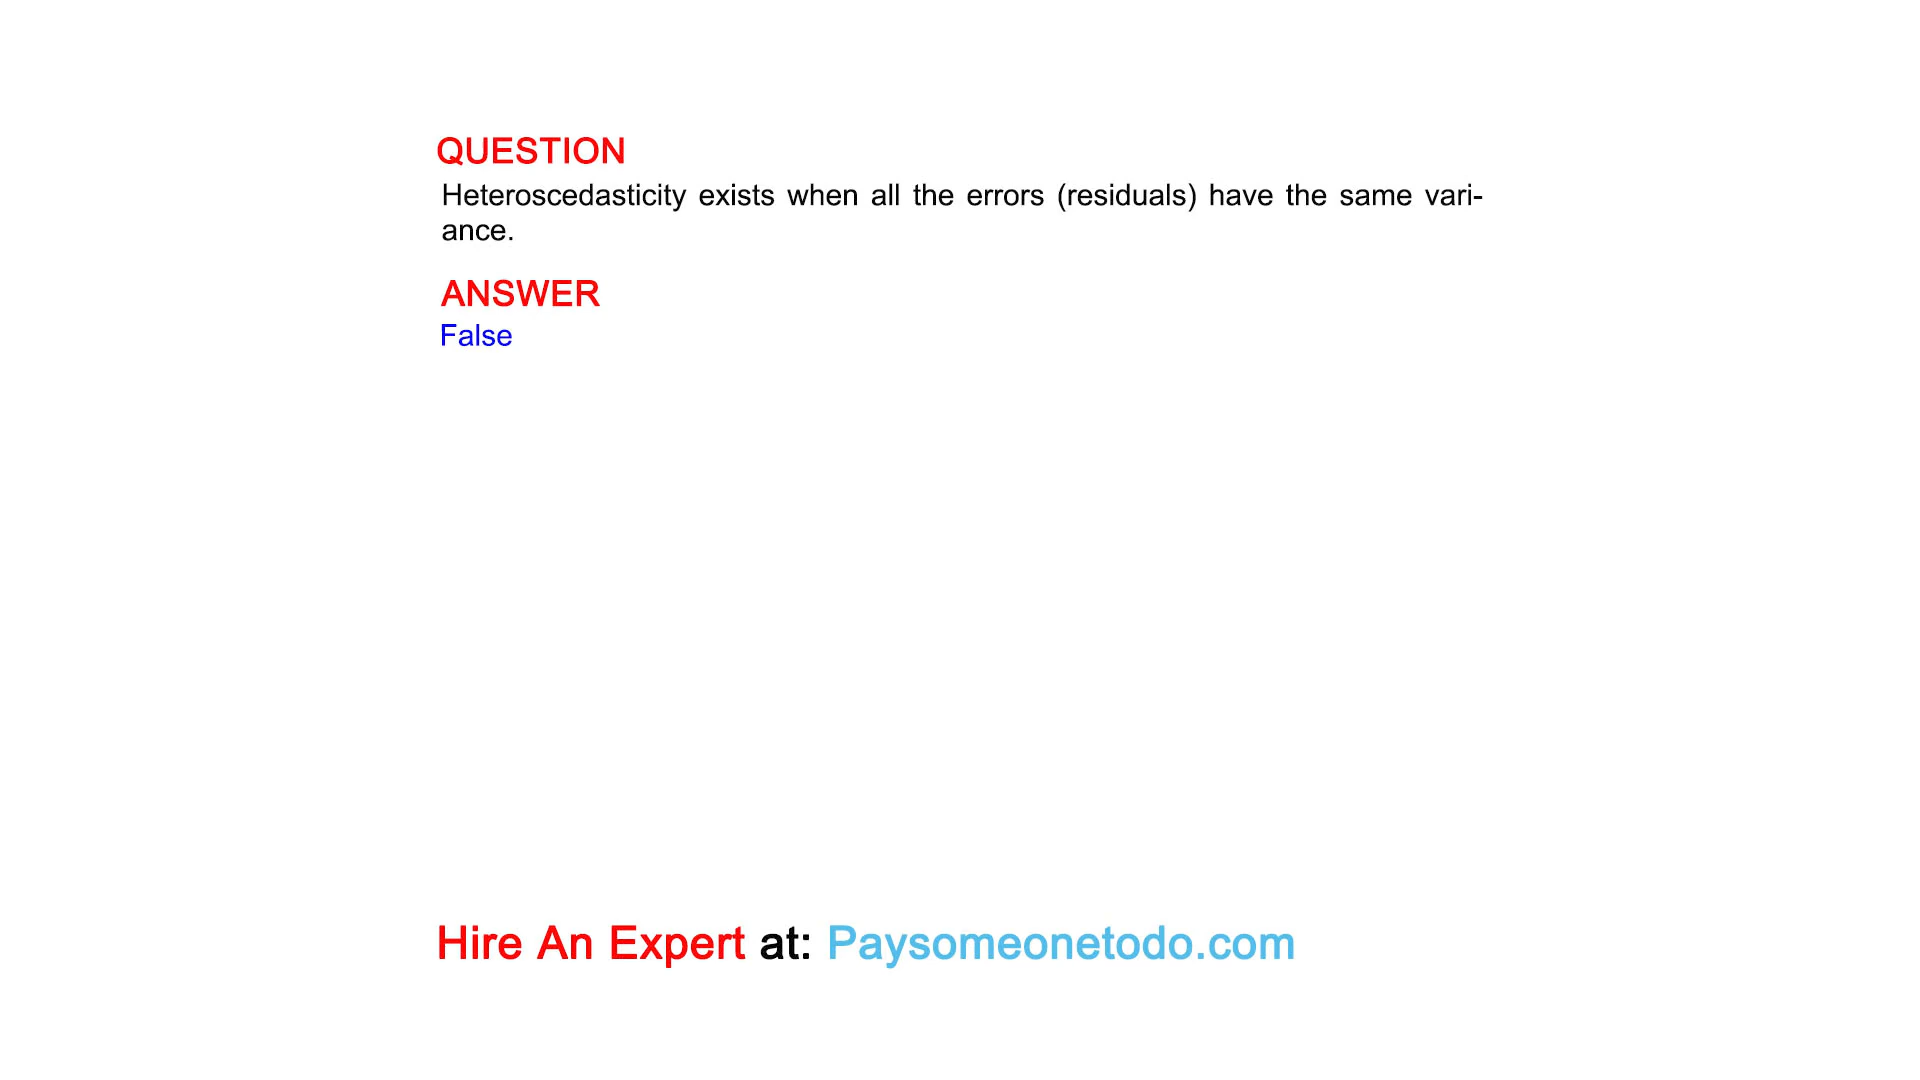 QUESTION
Heteroscedasticity exists when all the errors (residuals) have the same vari-
ance.
ANSWER
False
Hire An Expert at: Paysomeonetodo.com